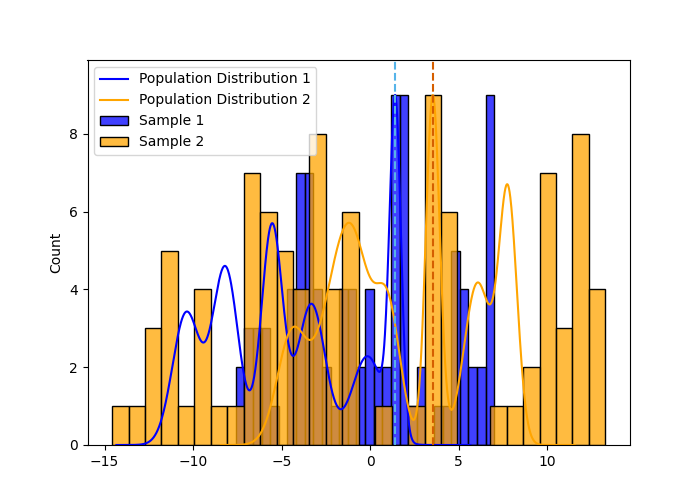 Population Distribution 1
Population Distribution 2
Sample 1
Sample 2
Count
8
6
4
2
0
−15 −10 −5 0 5 10